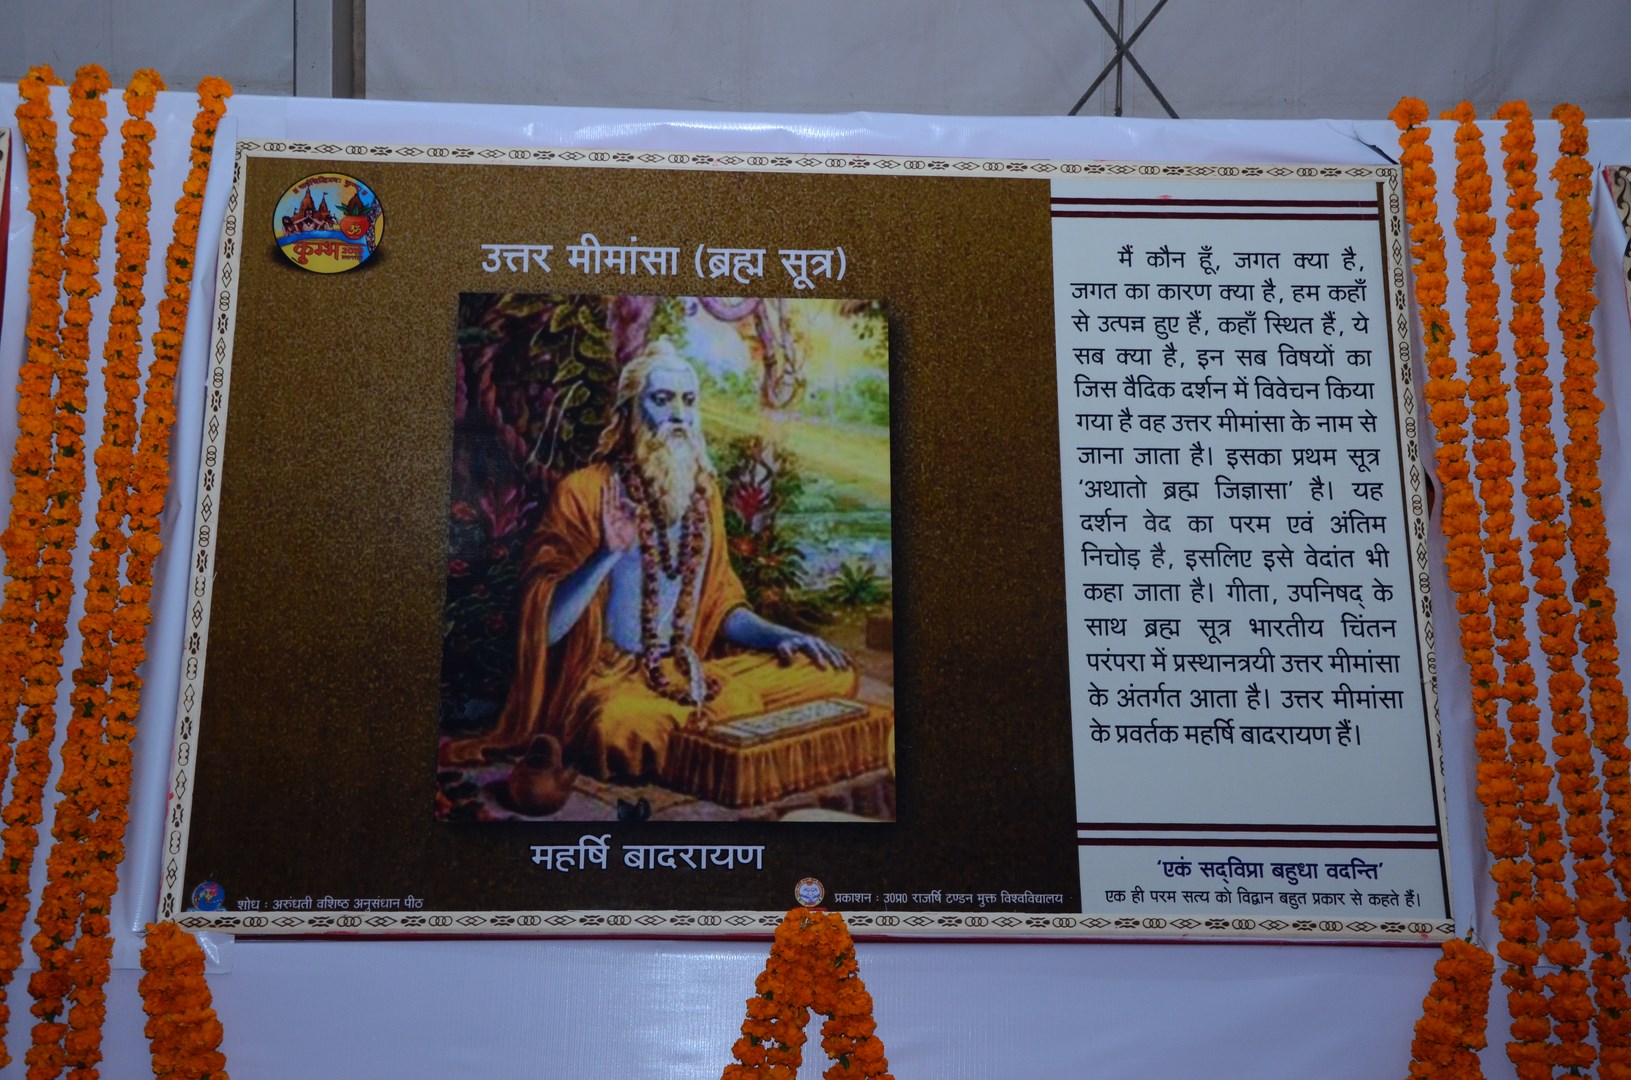 कुम्भ
उत्तर मीमांसा (ब्रह्म सूत्र)
महर्षि बादरायण
शोध : अरुंधती वशिष्ठ अनुसंधान पीठ
प्रकाशन : उ0प्र0 राजर्षि टण्डन मुक्त विश्वविद्यालय
मैं कौन हूँ, जगत क्या है,
जगत का कारण क्या है, हम कहाँ
से उत्पन्न हुए हैं, कहाँ स्थित हैं, ये
सब क्या है, इन सब विषयों का
जिस वैदिक दर्शन में विवेचन किया
गया है वह उत्तर मीमांसा के नाम से
जाना जाता है। इसका प्रथम सूत्र
‘अथातो ब्रह्म जिज्ञासा’ है। यह
दर्शन वेद का परम एवं अंतिम
निचोड़ है, इसलिए इसे वेदांत भी
कहा जाता है। गीता, उपनिषद् के
साथ ब्रह्म सूत्र भारतीय चिंतन
परंपरा में प्रस्थानत्रयी उत्तर मीमांसा
के अंतर्गत आता है। उत्तर मीमांसा
के प्रवर्तक महर्षि बादरायण हैं।
‘एकं सद्विप्रा बहुधा वदन्ति’
एक ही परम सत्य को विद्वान बहुत प्रकार से कहते हैं।